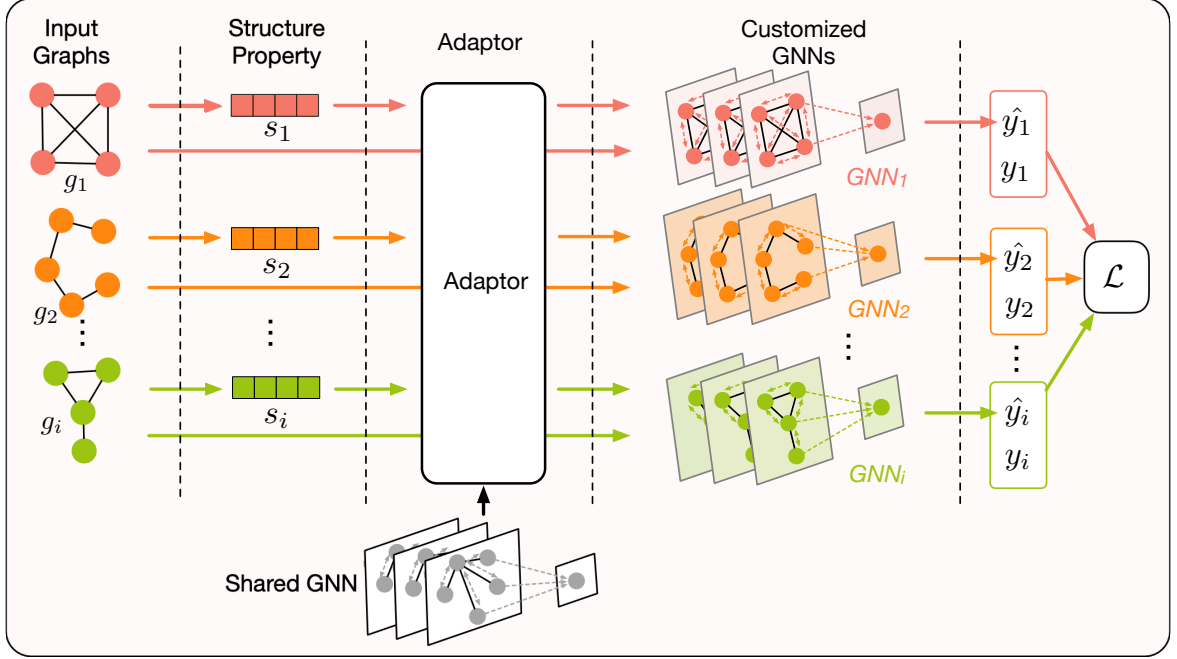 Input
Graphs
Structure
Property
Adaptor
Customized
GNNs
g₁
s₁
GNN₁
ŷ₁
y₁
g₂
s₂
Adaptor
GNN₂
ŷ₂
y₂
ℒ
gᵢ
sᵢ
GNNᵢ
ŷᵢ
yᵢ
Shared GNN